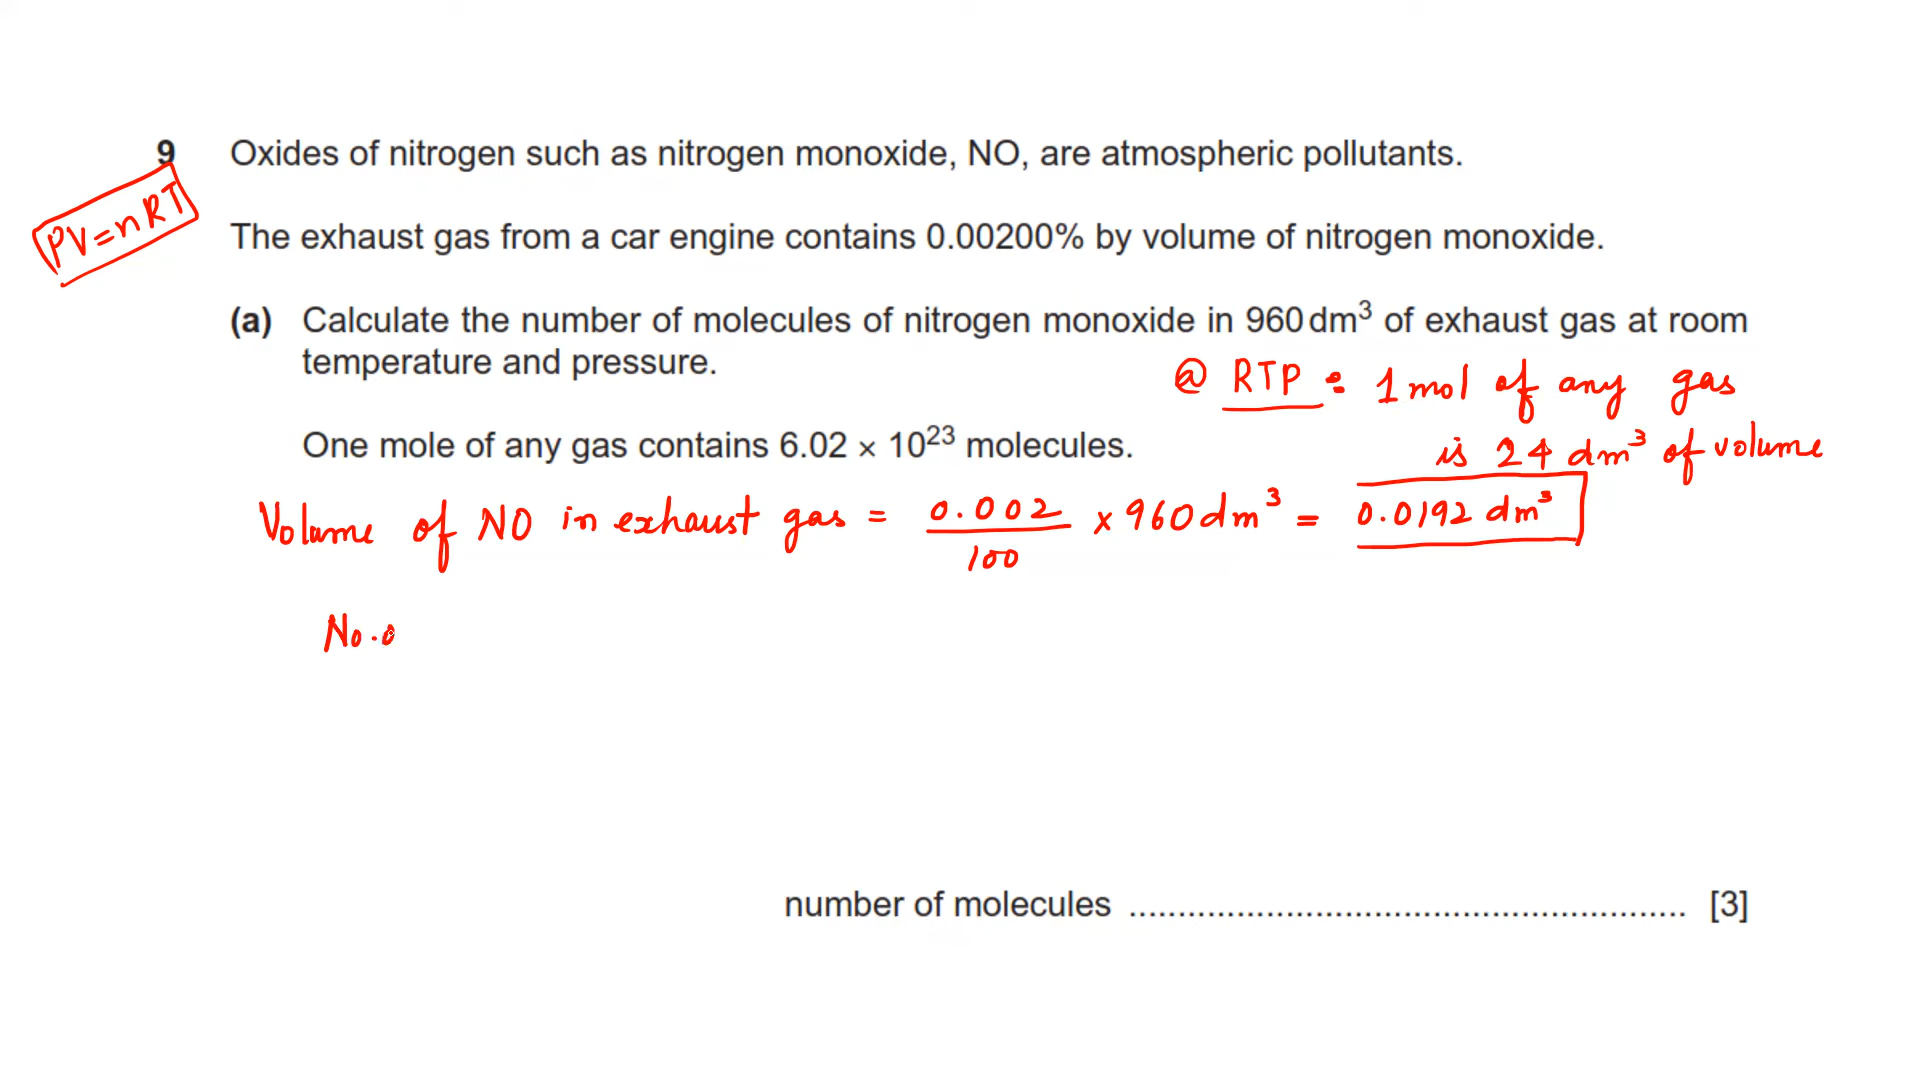 9 Oxides of nitrogen such as nitrogen monoxide, NO, are atmospheric pollutants.
PV=nRT
The exhaust gas from a car engine contains 0.00200% by volume of nitrogen monoxide.
(a) Calculate the number of molecules of nitrogen monoxide in 960 dm³ of exhaust gas at room
temperature and pressure.
@ RTP : 1 mol of any gas
is 24 dm³ of volume
One mole of any gas contains 6.02 × 10²³ molecules.
Volume of NO in exhaust gas = 0.002/100 × 960 dm³ = 0.0192 dm³
No. o
number of molecules ........................................................ [3]